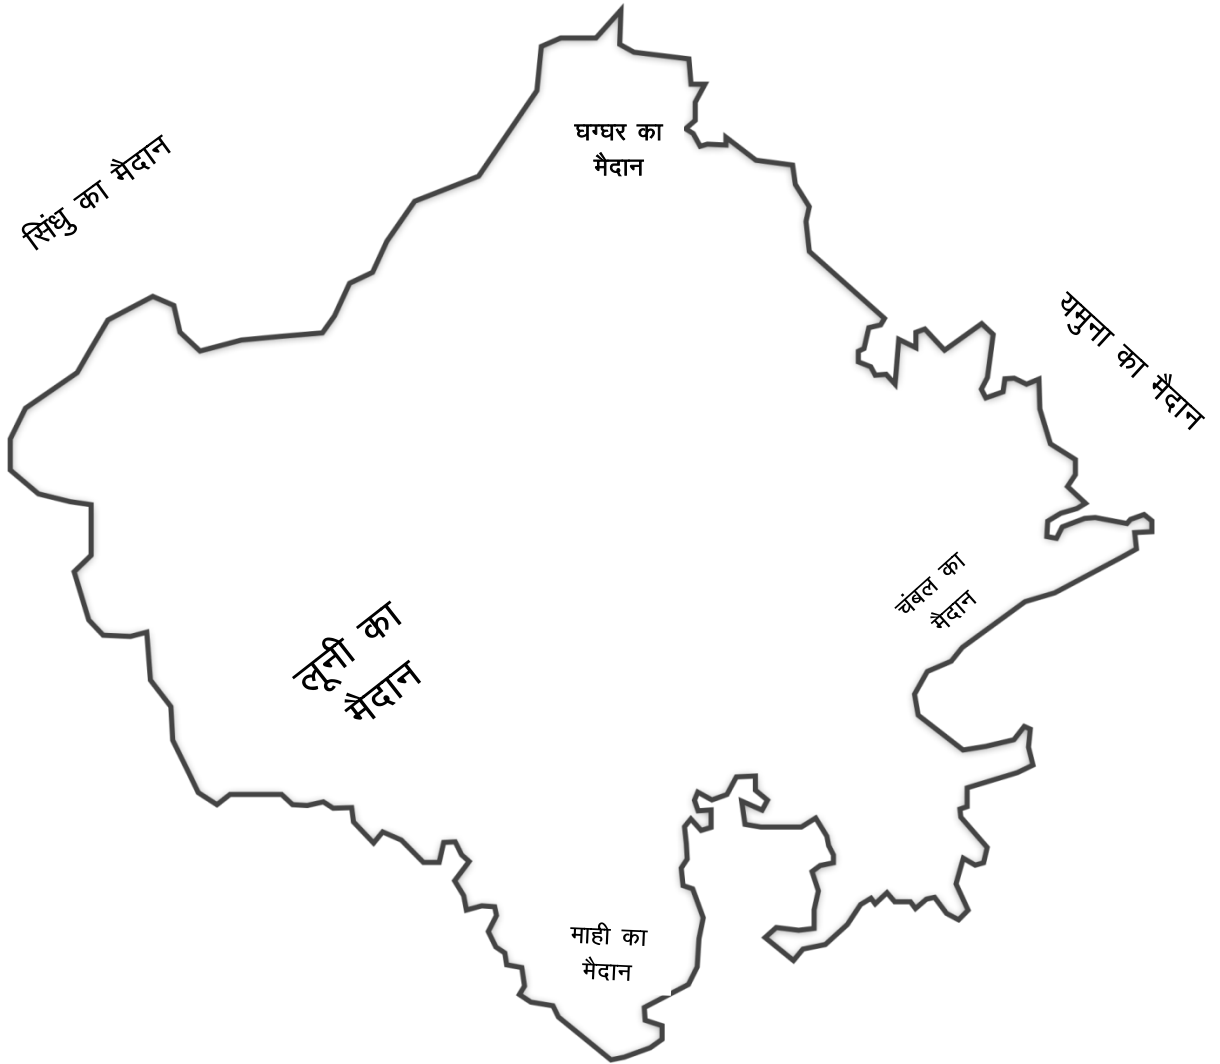 घग्घर का
मैदान
सिंधु का मैदान
यमुना का मैदान
चंबल का
मैदान
लूनी का
मैदान
माही का
मैदान